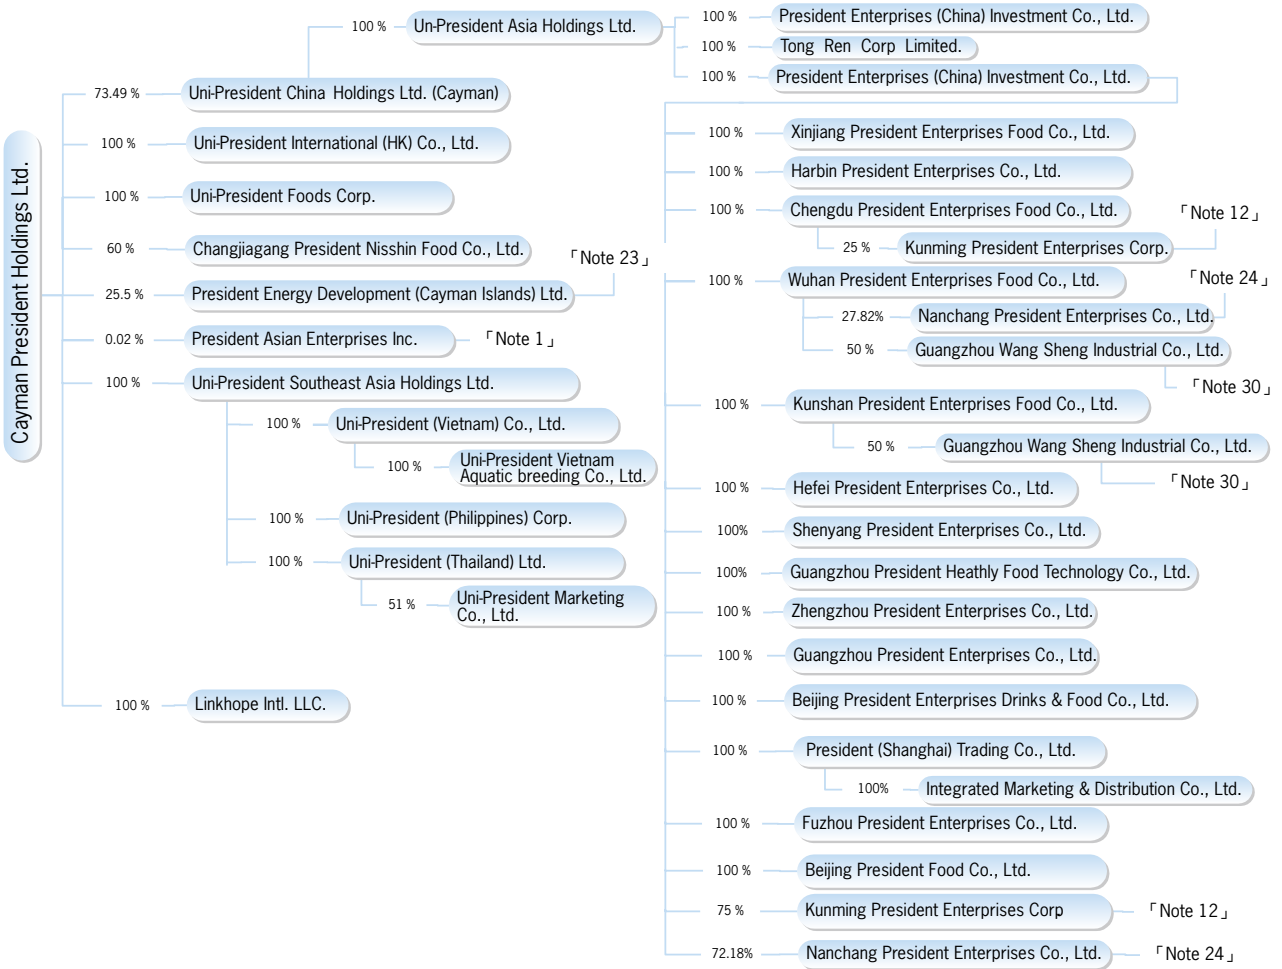 Cayman President Holdings Ltd.
73.49 %
Uni-President China Holdings Ltd. (Cayman)
100 %
Un-President Asia Holdings Ltd.
100 %
President Enterprises (China) Investment Co., Ltd.
100 %
Tong Ren Corp Limited.
100 %
President Enterprises (China) Investment Co., Ltd.
100 %
Uni-President International (HK) Co., Ltd.
100 %
Uni-President Foods Corp.
60 %
Changjiagang President Nisshin Food Co., Ltd.
25.5 %
President Energy Development (Cayman Islands) Ltd.
「Note 23」
0.02 %
President Asian Enterprises Inc.
「Note 1」
100 %
Uni-President Southeast Asia Holdings Ltd.
100 %
Uni-President (Vietnam) Co., Ltd.
100 %
Uni-President Vietnam
Aquatic breeding Co., Ltd.
100 %
Uni-President (Philippines) Corp.
100 %
Uni-President (Thailand) Ltd.
51 %
Uni-President Marketing
Co., Ltd.
100 %
Linkhope Intl. LLC.
100 %
Xinjiang President Enterprises Food Co., Ltd.
100 %
Harbin President Enterprises Co., Ltd.
100 %
Chengdu President Enterprises Food Co., Ltd.
25 %
Kunming President Enterprises Corp.
「Note 12」
100 %
Wuhan President Enterprises Food Co., Ltd.
27.82%
Nanchang President Enterprises Co., Ltd.
「Note 24」
50 %
Guangzhou Wang Sheng Industrial Co., Ltd.
「Note 30」
100 %
Kunshan President Enterprises Food Co., Ltd.
50 %
Guangzhou Wang Sheng Industrial Co., Ltd.
「Note 30」
100 %
Hefei President Enterprises Co., Ltd.
100%
Shenyang President Enterprises Co., Ltd.
100%
Guangzhou President Heathly Food Technology Co., Ltd.
100 %
Zhengzhou President Enterprises Co., Ltd.
100 %
Guangzhou President Enterprises Co., Ltd.
100 %
Beijing President Enterprises Drinks & Food Co., Ltd.
100 %
President (Shanghai) Trading Co., Ltd.
100%
Integrated Marketing & Distribution Co., Ltd.
100 %
Fuzhou President Enterprises Co., Ltd.
100 %
Beijing President Food Co., Ltd.
75 %
Kunming President Enterprises Corp
「Note 12」
72.18%
Nanchang President Enterprises Co., Ltd.
「Note 24」